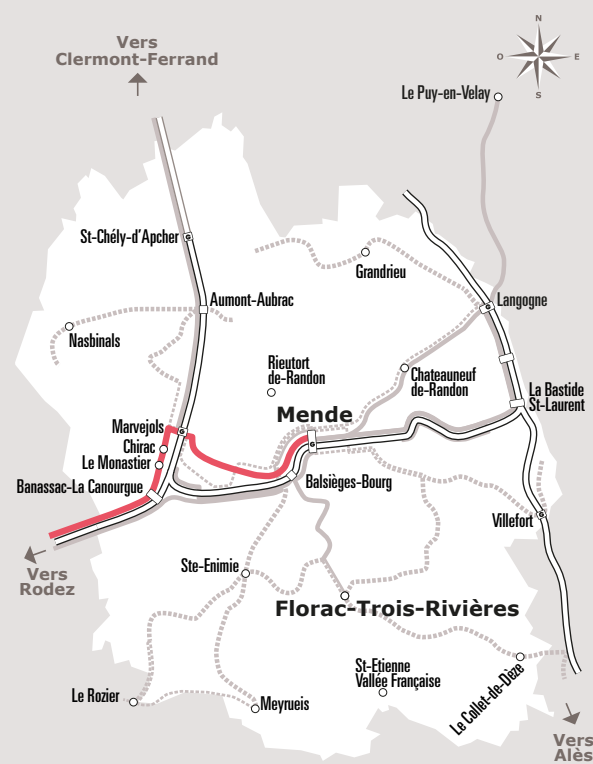 N
Vers
Clermont-Ferrand
O
E
S
Le Puy-en-Velay
St-Chély-d'Apcher
Grandrieu
Aumont-Aubrac
Langogne
Nasbinals
Rieutort
de-Randon
Chateauneuf
de-Randon
La Bastide
St-Laurent
Mende
Marvejols
Chirac
Le Monastier
Banassac-La Canourgue
Balsièges-Bourg
Villefort
Vers
Rodez
Ste-Enimie
Florac-Trois-Rivières
St-Etienne
Vallée Française
Le Collet-de-Dèze
Le Rozier
Meyrueis
Vers
Alès